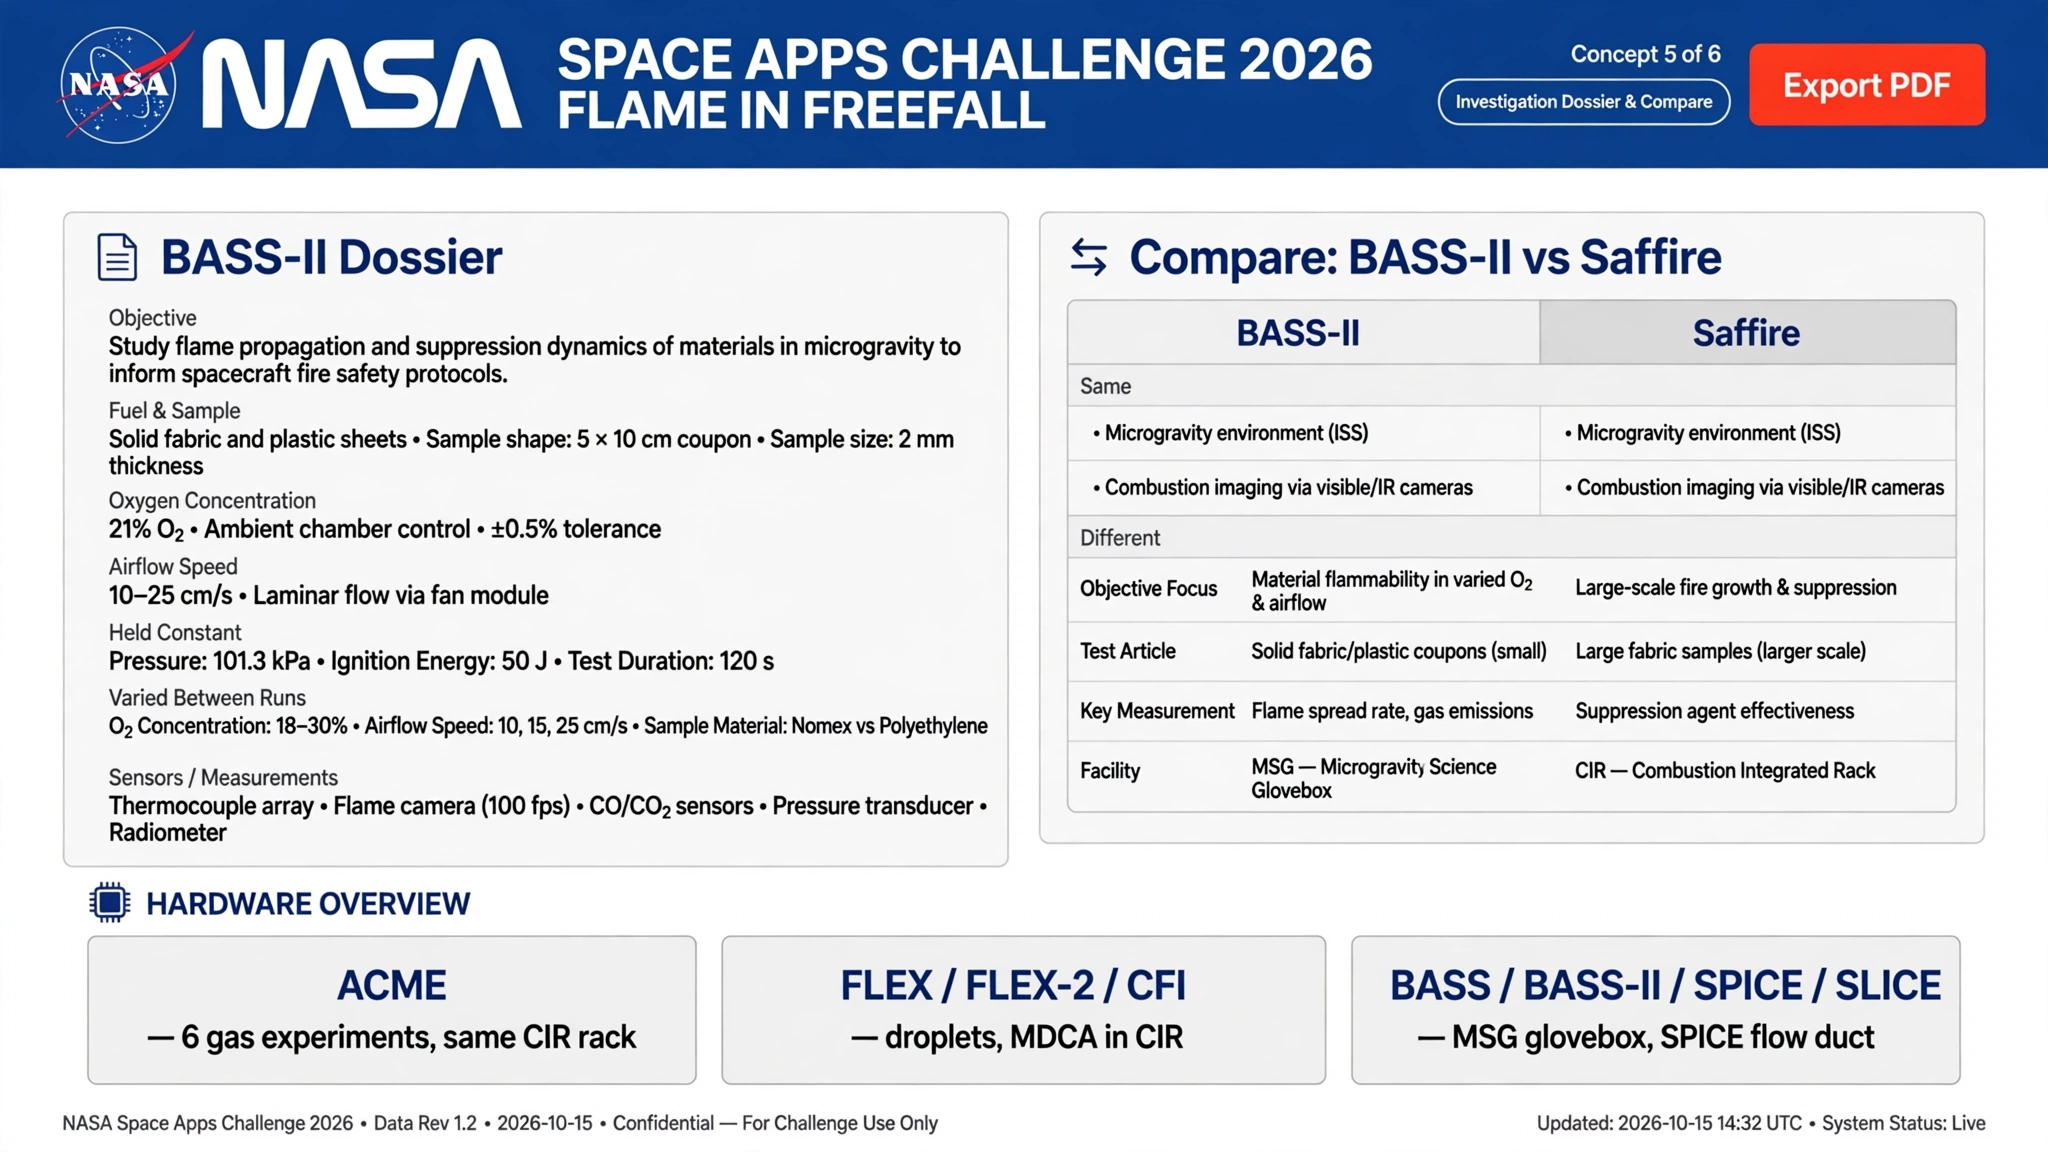 NASA
NASA
SPACE APPS CHALLENGE 2026
FLAME IN FREEFALL
Concept 5 of 6
Investigation Dossier & Compare
Export PDF
BASS-II Dossier
Objective
Study flame propagation and suppression dynamics of materials in microgravity to
inform spacecraft fire safety protocols.
Fuel & Sample
Solid fabric and plastic sheets • Sample shape: 5 × 10 cm coupon • Sample size: 2 mm
thickness
Oxygen Concentration
21% O₂ • Ambient chamber control • ±0.5% tolerance
Airflow Speed
10–25 cm/s • Laminar flow via fan module
Held Constant
Pressure: 101.3 kPa • Ignition Energy: 50 J • Test Duration: 120 s
Varied Between Runs
O₂ Concentration: 18–30% • Airflow Speed: 10, 15, 25 cm/s • Sample Material: Nomex vs Polyethylene
Sensors / Measurements
Thermocouple array • Flame camera (100 fps) • CO/CO₂ sensors • Pressure transducer •
Radiometer
Compare: BASS-II vs Saffire
BASS-II Saffire
Same
• Microgravity environment (ISS) • Microgravity environment (ISS)
• Combustion imaging via visible/IR cameras • Combustion imaging via visible/IR cameras
Different
Objective Focus Material flammability in varied O₂
& airflow Large-scale fire growth & suppression
Test Article Solid fabric/plastic coupons (small) Large fabric samples (larger scale)
Key Measurement Flame spread rate, gas emissions Suppression agent effectiveness
Facility MSG — Microgravity Science
Glovebox CIR — Combustion Integrated Rack
HARDWARE OVERVIEW
ACME
— 6 gas experiments, same CIR rack
FLEX / FLEX-2 / CFI
— droplets, MDCA in CIR
BASS / BASS-II / SPICE / SLICE
— MSG glovebox, SPICE flow duct
NASA Space Apps Challenge 2026 • Data Rev 1.2 • 2026-10-15 • Confidential — For Challenge Use Only
Updated: 2026-10-15 14:32 UTC • System Status: Live